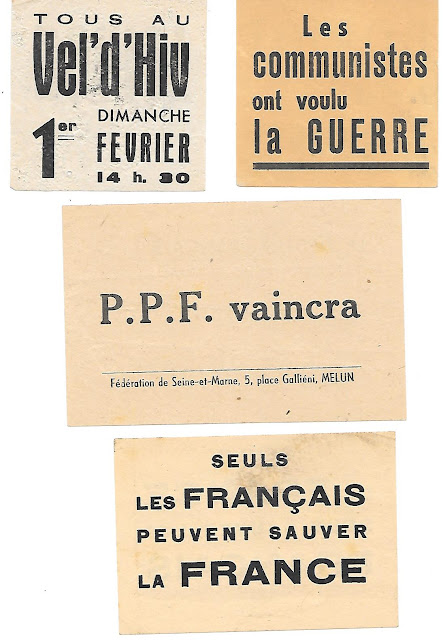 TOUS AU
Vel'd'Hiv
DIMANCHE
1er FEVRIER
14 h. 30
Les
communistes
ont voulu
la GUERRE
P.P.F. vaincra
Fédération de Seine-et-Marne, 5, place Galliéni, MELUN
SEULS
LES FRANÇAIS
PEUVENT SAUVER
LA FRANCE